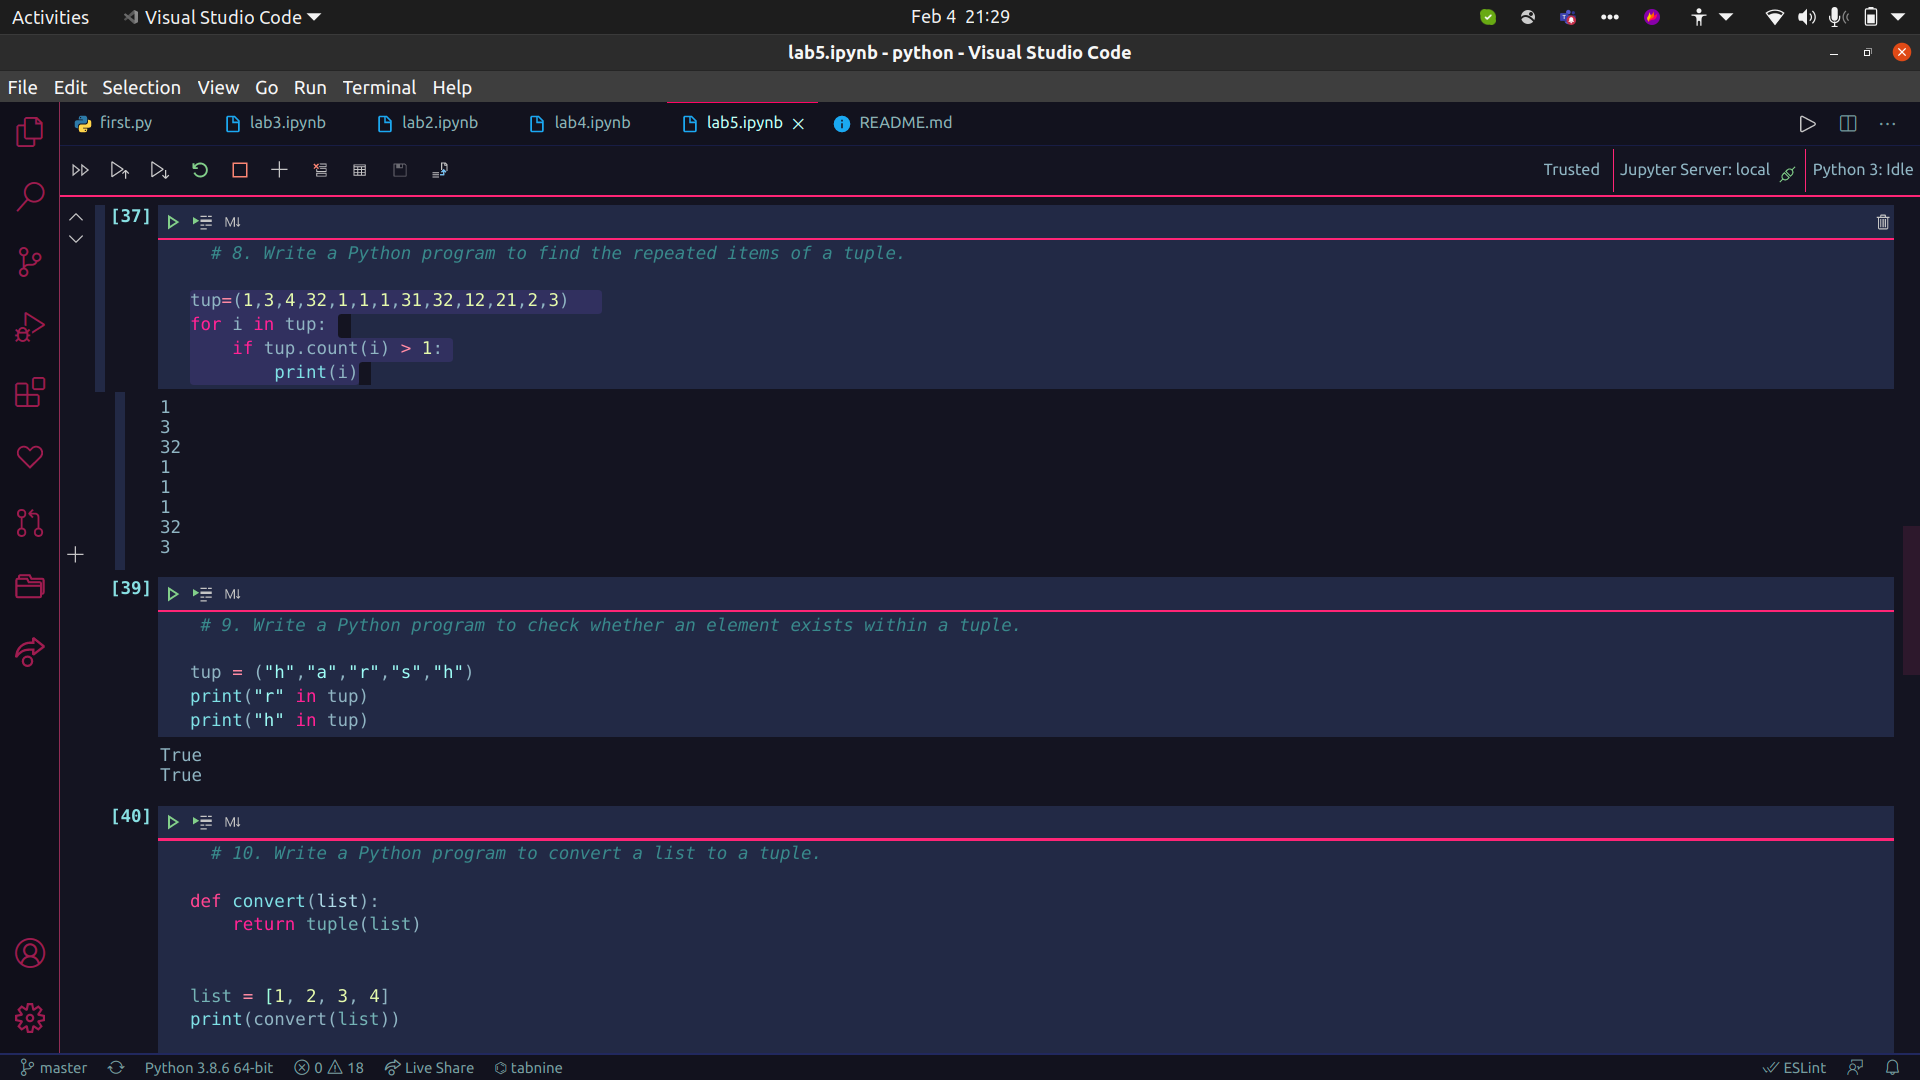 Activities Visual Studio Code Feb 4 21:29
lab5.ipynb - python - Visual Studio Code
File Edit Selection View Go Run Terminal Help
first.py lab3.ipynb lab2.ipynb lab4.ipynb lab5.ipynb README.md
Trusted Jupyter Server: local Python 3: Idle
[37] M↓
# 8. Write a Python program to find the repeated items of a tuple.
tup=(1,3,4,32,1,1,1,31,32,12,21,2,3)
for i in tup:
    if tup.count(i) > 1:
        print(i)
1
3
32
1
1
1
32
3
[39] M↓
# 9. Write a Python program to check whether an element exists within a tuple.
tup = ("h","a","r","s","h")
print("r" in tup)
print("h" in tup)
True
True
[40] M↓
# 10. Write a Python program to convert a list to a tuple.
def convert(list):
    return tuple(list)
list = [1, 2, 3, 4]
print(convert(list))
master Python 3.8.6 64-bit 0 18 Live Share tabnine ESLint